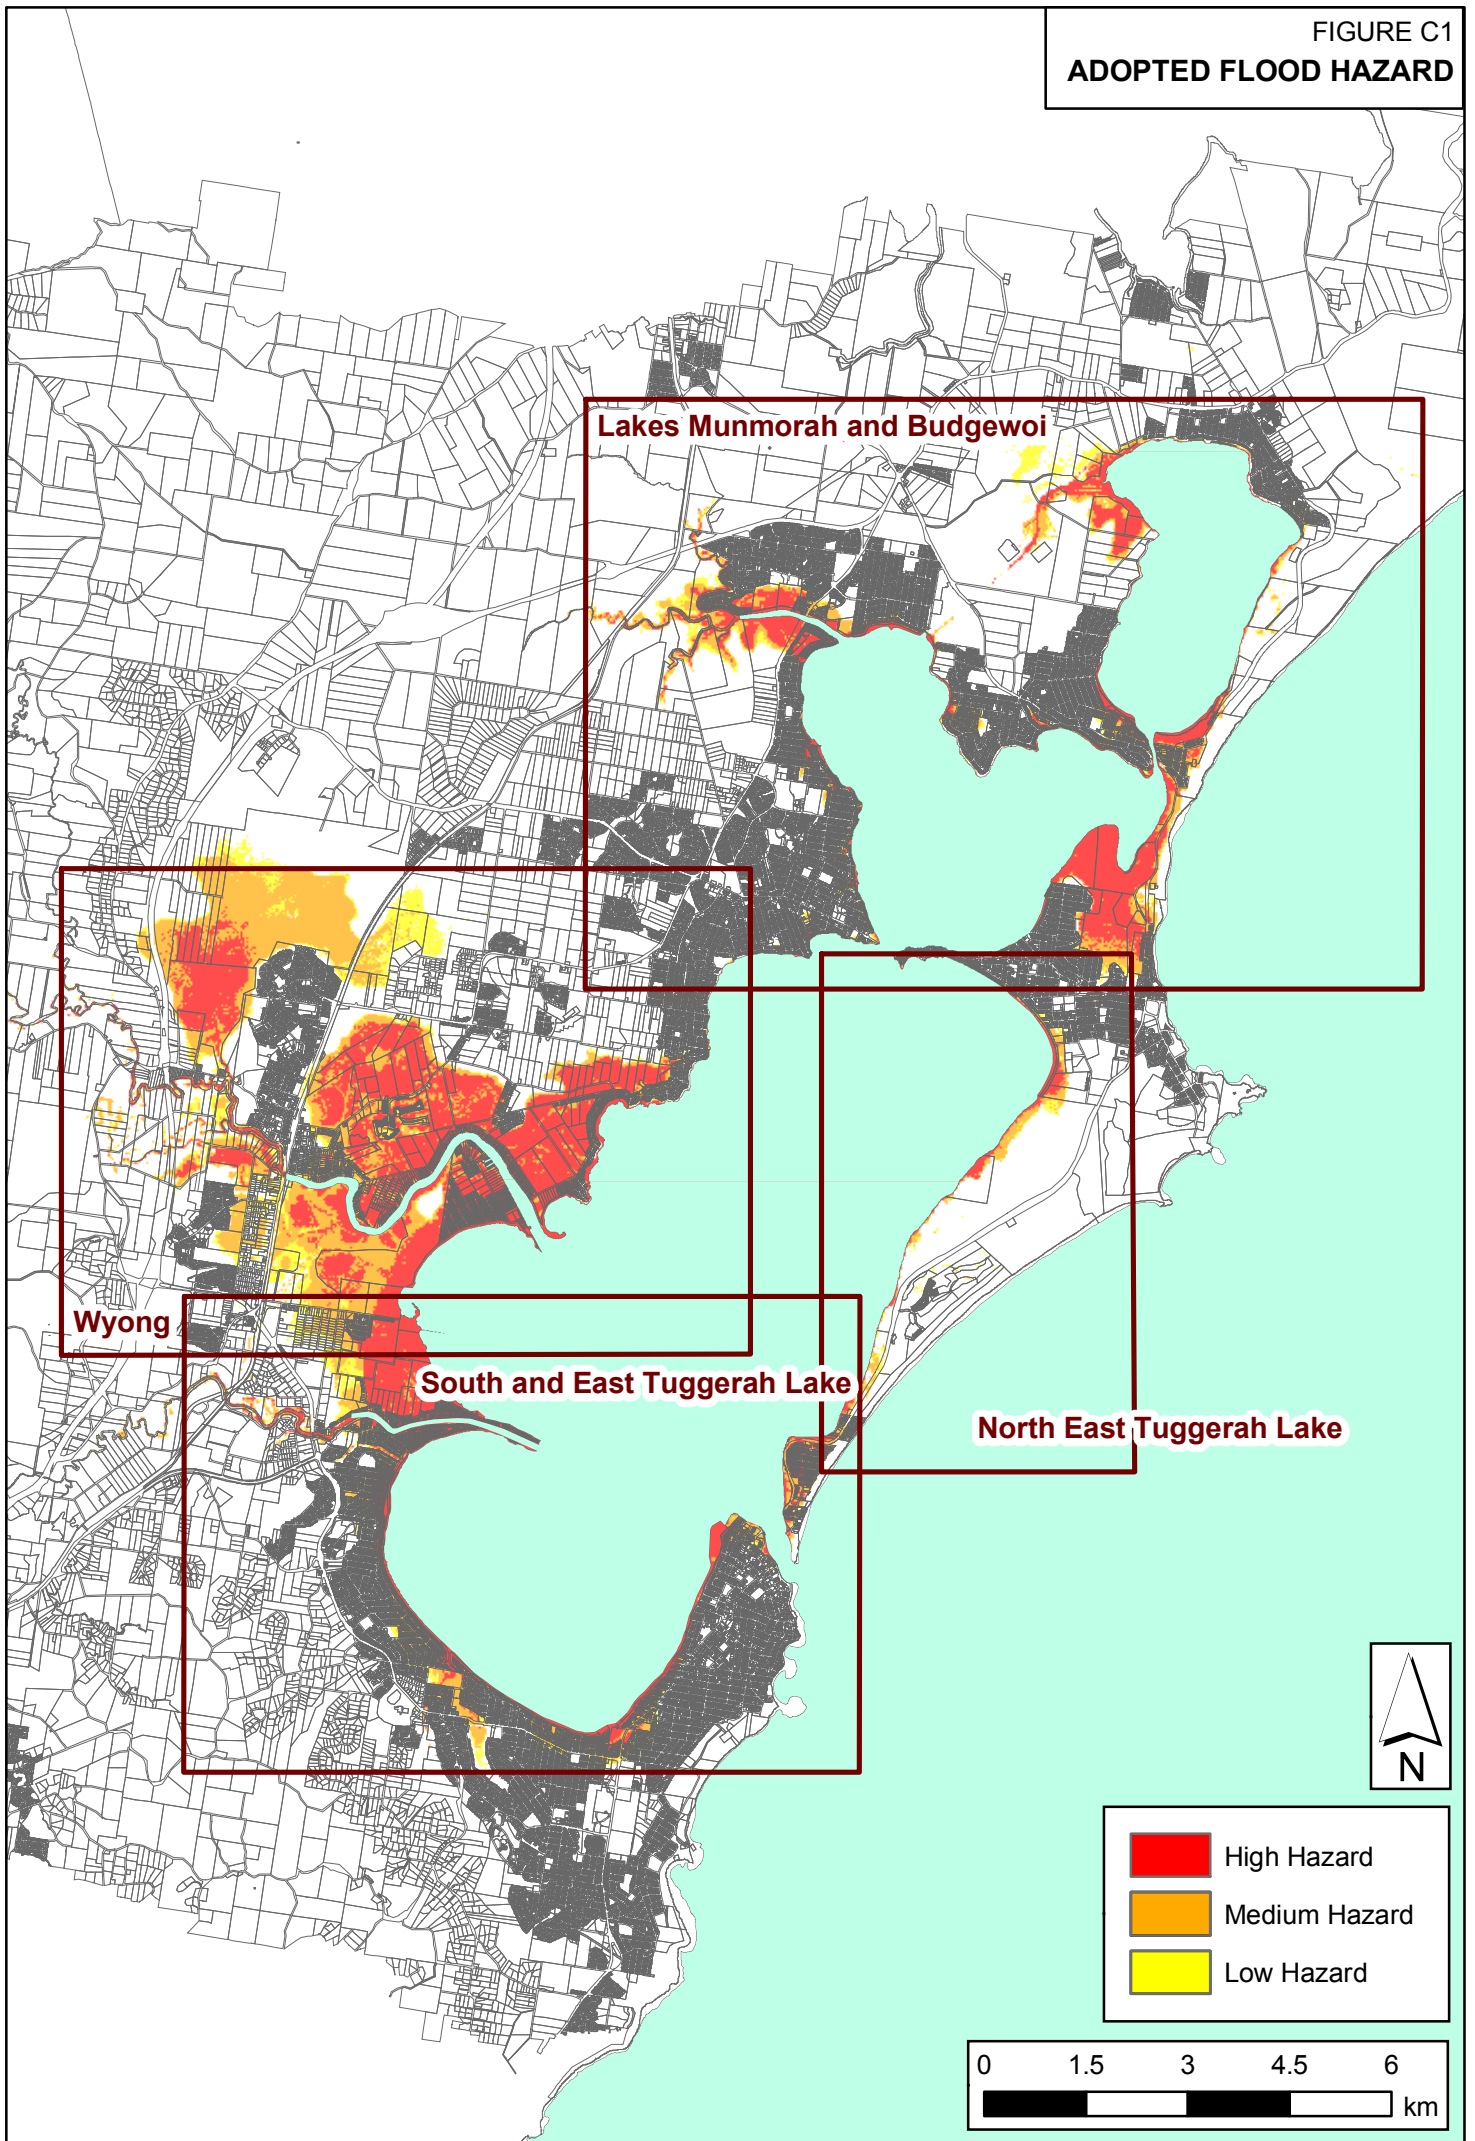 FIGURE C1
ADOPTED FLOOD HAZARD
Lakes Munmorah and Budgewoi
Wyong
South and East Tuggerah Lake
North East Tuggerah Lake
N
High Hazard
Medium Hazard
Low Hazard
0 1.5 3 4.5 6
km